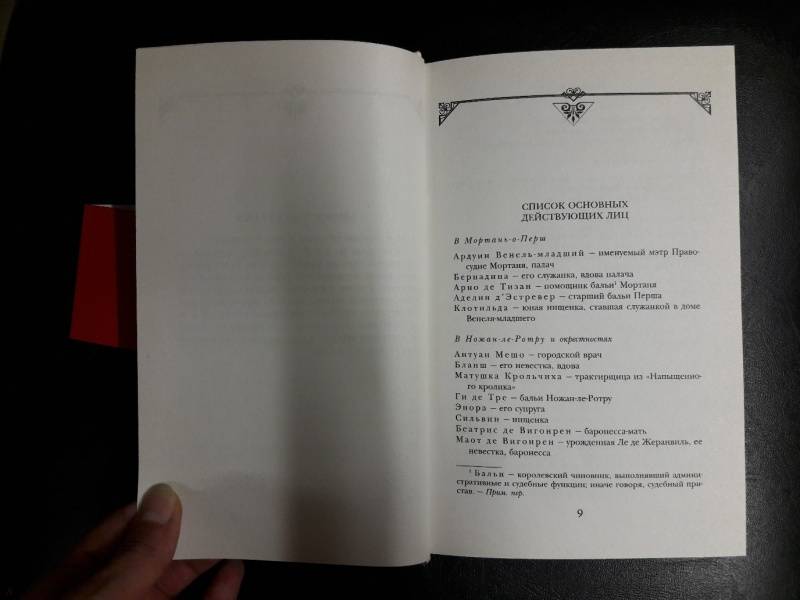 СПИСОК ОСНОВНЫХ
ДЕЙСТВУЮЩИХ ЛИЦ
В Мортань-о-Перш
Ардуин Венель-младший — именуемый мэтр Право-
судие Мортаня, палач
Бернадина — его служанка, вдова палача
Арно де Тизан — помощник бальи¹ Мортаня
Аделин д’Эстревер — старший бальи Перша
Клотильда — юная нищенка, ставшая служанкой в доме
Венеля-младшего
В Ножан-ле-Ротру и окрестностях
Антуан Мешо — городской врач
Бланш — его невестка, вдова
Матушка Крольчиха — трактирщица из «Напыщенно-
го кролика»
Ги де Тре — бальи Ножан-ле-Ротру
Энора — его супруга
Сильвин — нищенка
Беатрис де Вигонрен — баронесса-мать
Маот де Вигонрен — урожденная Ле де Жеранвиль, ее
невестка, баронесса
¹ Бальи — королевский чиновник, выполнявший админи-
стративные и судебные функции; иначе говоря, судебный при-
став. — Прим. пер.
9